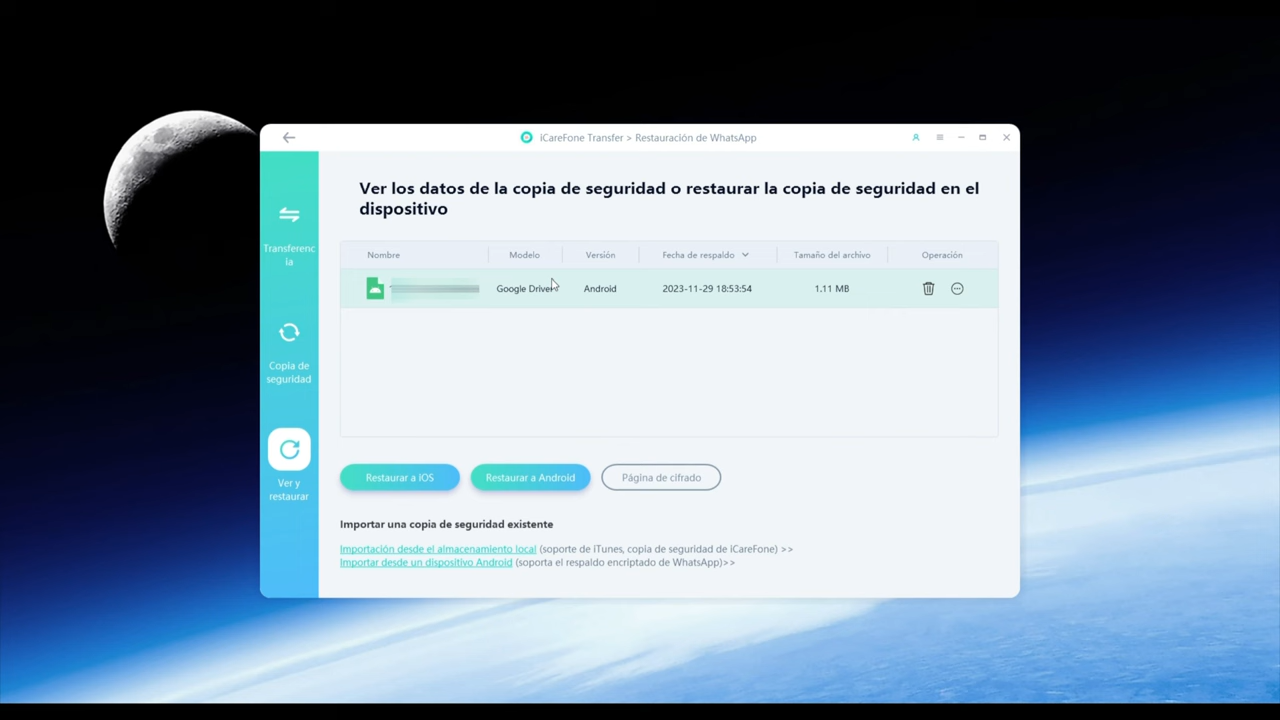 iCareFone Transfer > Restauración de WhatsApp
Transferenc
ia
Copia de
seguridad
Ver y
restaurar
Ver los datos de la copia de seguridad o restaurar la copia de seguridad en el
dispositivo
Nombre Modelo Versión Fecha de respaldo Tamaño del archivo Operación
Google Driver Android 2023-11-29 18:53:54 1.11 MB
Restaurar a iOS Restaurar a Android Página de cifrado
Importar una copia de seguridad existente
Importación desde el almacenamiento local (soporte de iTunes, copia de seguridad de iCareFone) >>
Importar desde un dispositivo Android (soporta el respaldo encriptado de WhatsApp)>>